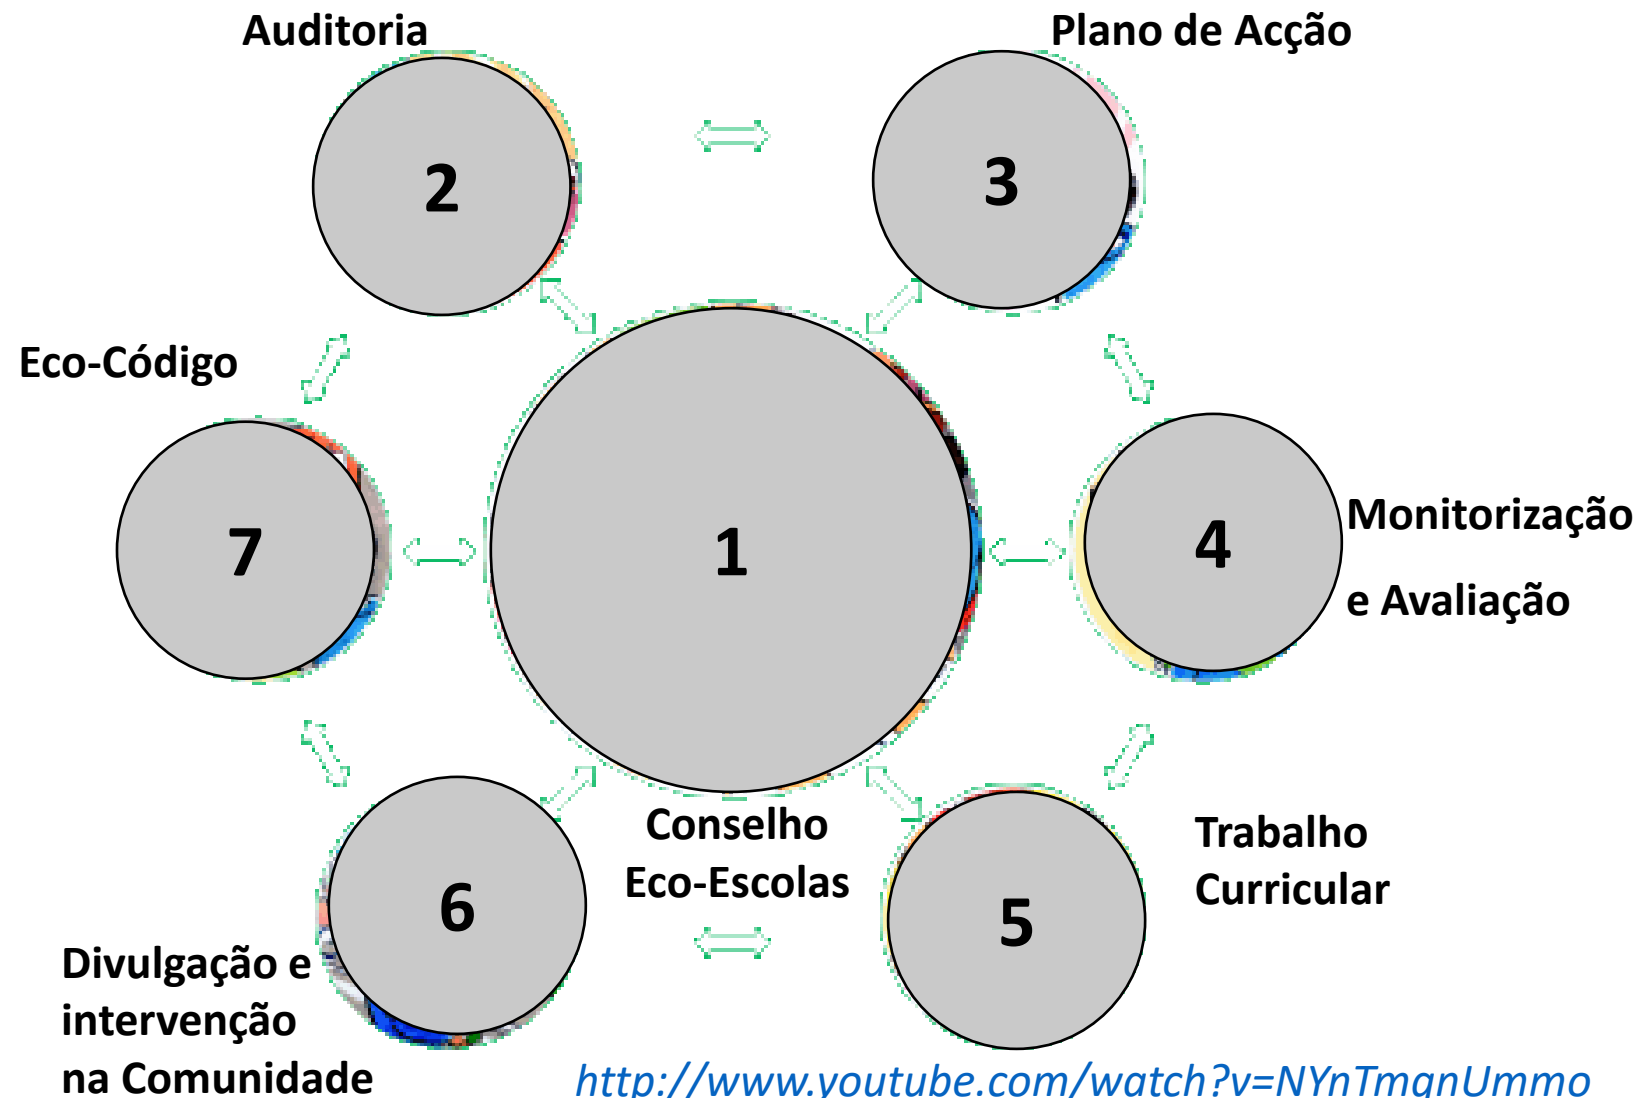 Auditoria
Plano de Acção
2
3
Eco-Código
7
1
4
Monitorização
e Avaliação
Conselho
Eco-Escolas
Trabalho
Curricular
6
5
Divulgação e
intervenção
na Comunidade
http://www.youtube.com/watch?v=NYnTmqnUmmo